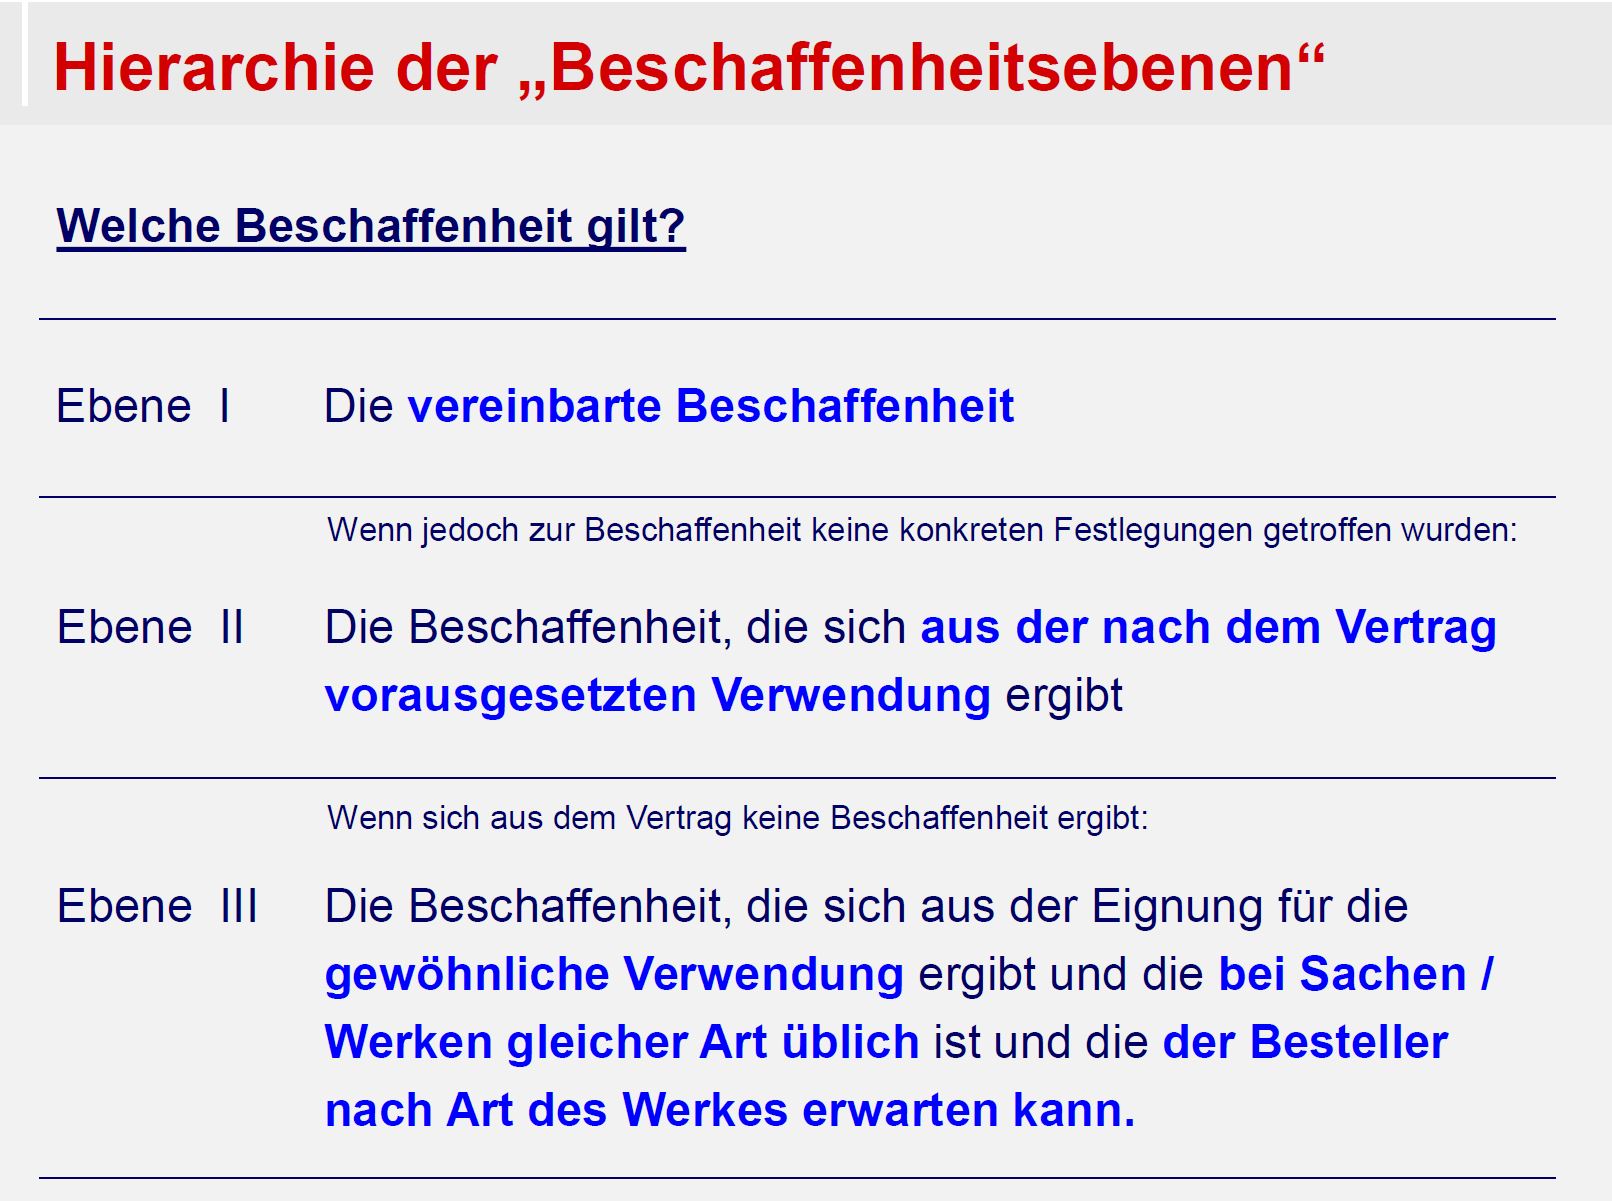 Hierarchie der „Beschaffenheitsebenen“
Welche Beschaffenheit gilt?
Ebene I Die vereinbarte Beschaffenheit
Wenn jedoch zur Beschaffenheit keine konkreten Festlegungen getroffen wurden:
Ebene II Die Beschaffenheit, die sich aus der nach dem Vertrag
vorausgesetzten Verwendung ergibt
Wenn sich aus dem Vertrag keine Beschaffenheit ergibt:
Ebene III Die Beschaffenheit, die sich aus der Eignung für die
gewöhnliche Verwendung ergibt und die bei Sachen /
Werken gleicher Art üblich ist und die der Besteller
nach Art des Werkes erwarten kann.